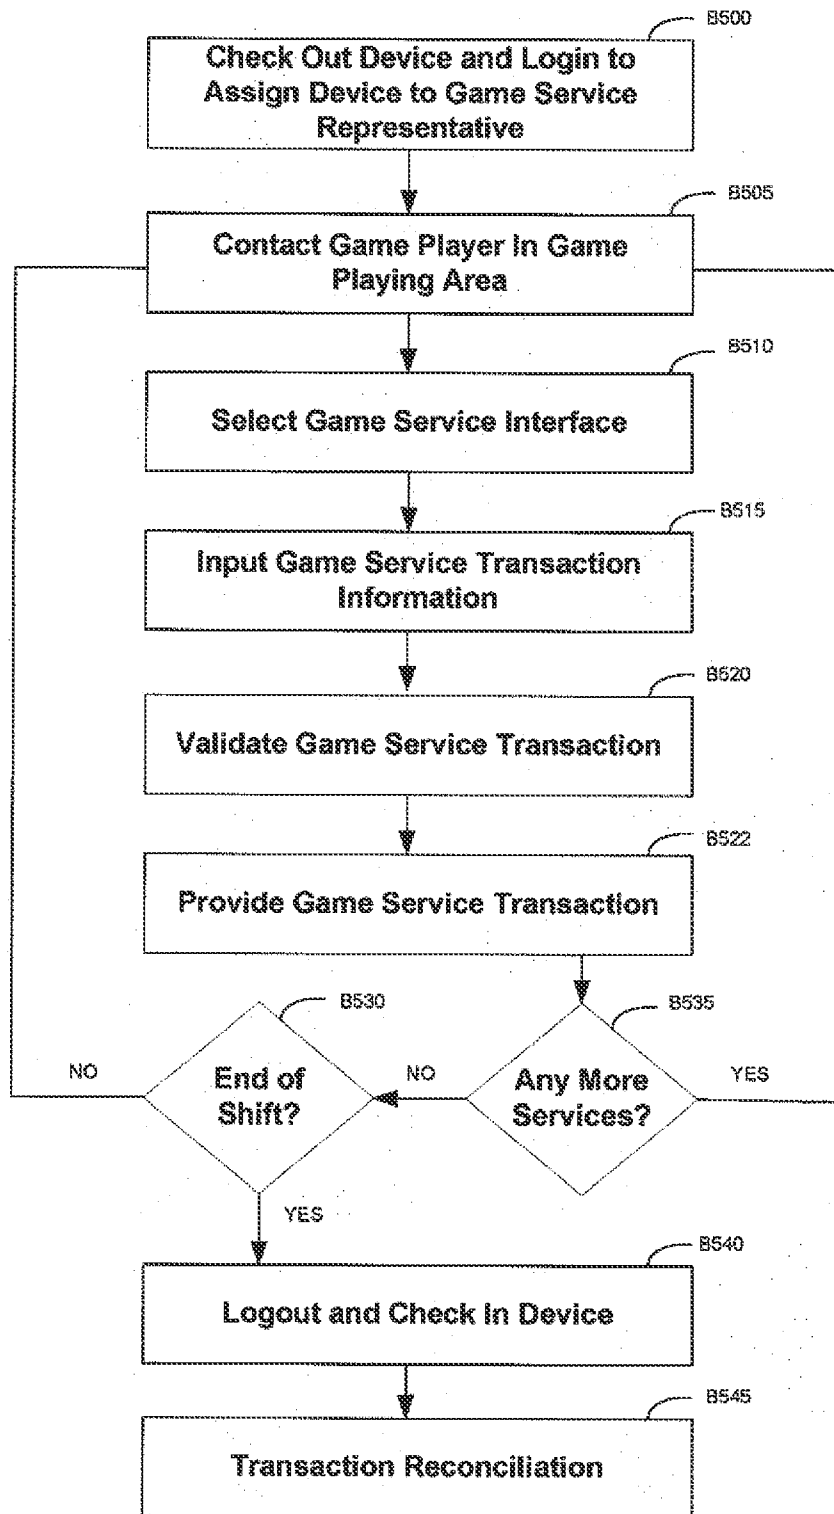 B500
Check Out Device and Login to
Assign Device to Game Service
Representative
B505
Contact Game Player In Game
Playing Area
B510
Select Game Service Interface
B515
Input Game Service Transaction
Information
B520
Validate Game Service Transaction
B522
Provide Game Service Transaction
B530
B535
NO
End of
Shift?
NO
Any More
Services?
YES
YES
B540
Logout and Check In Device
B545
Transaction Reconciliation